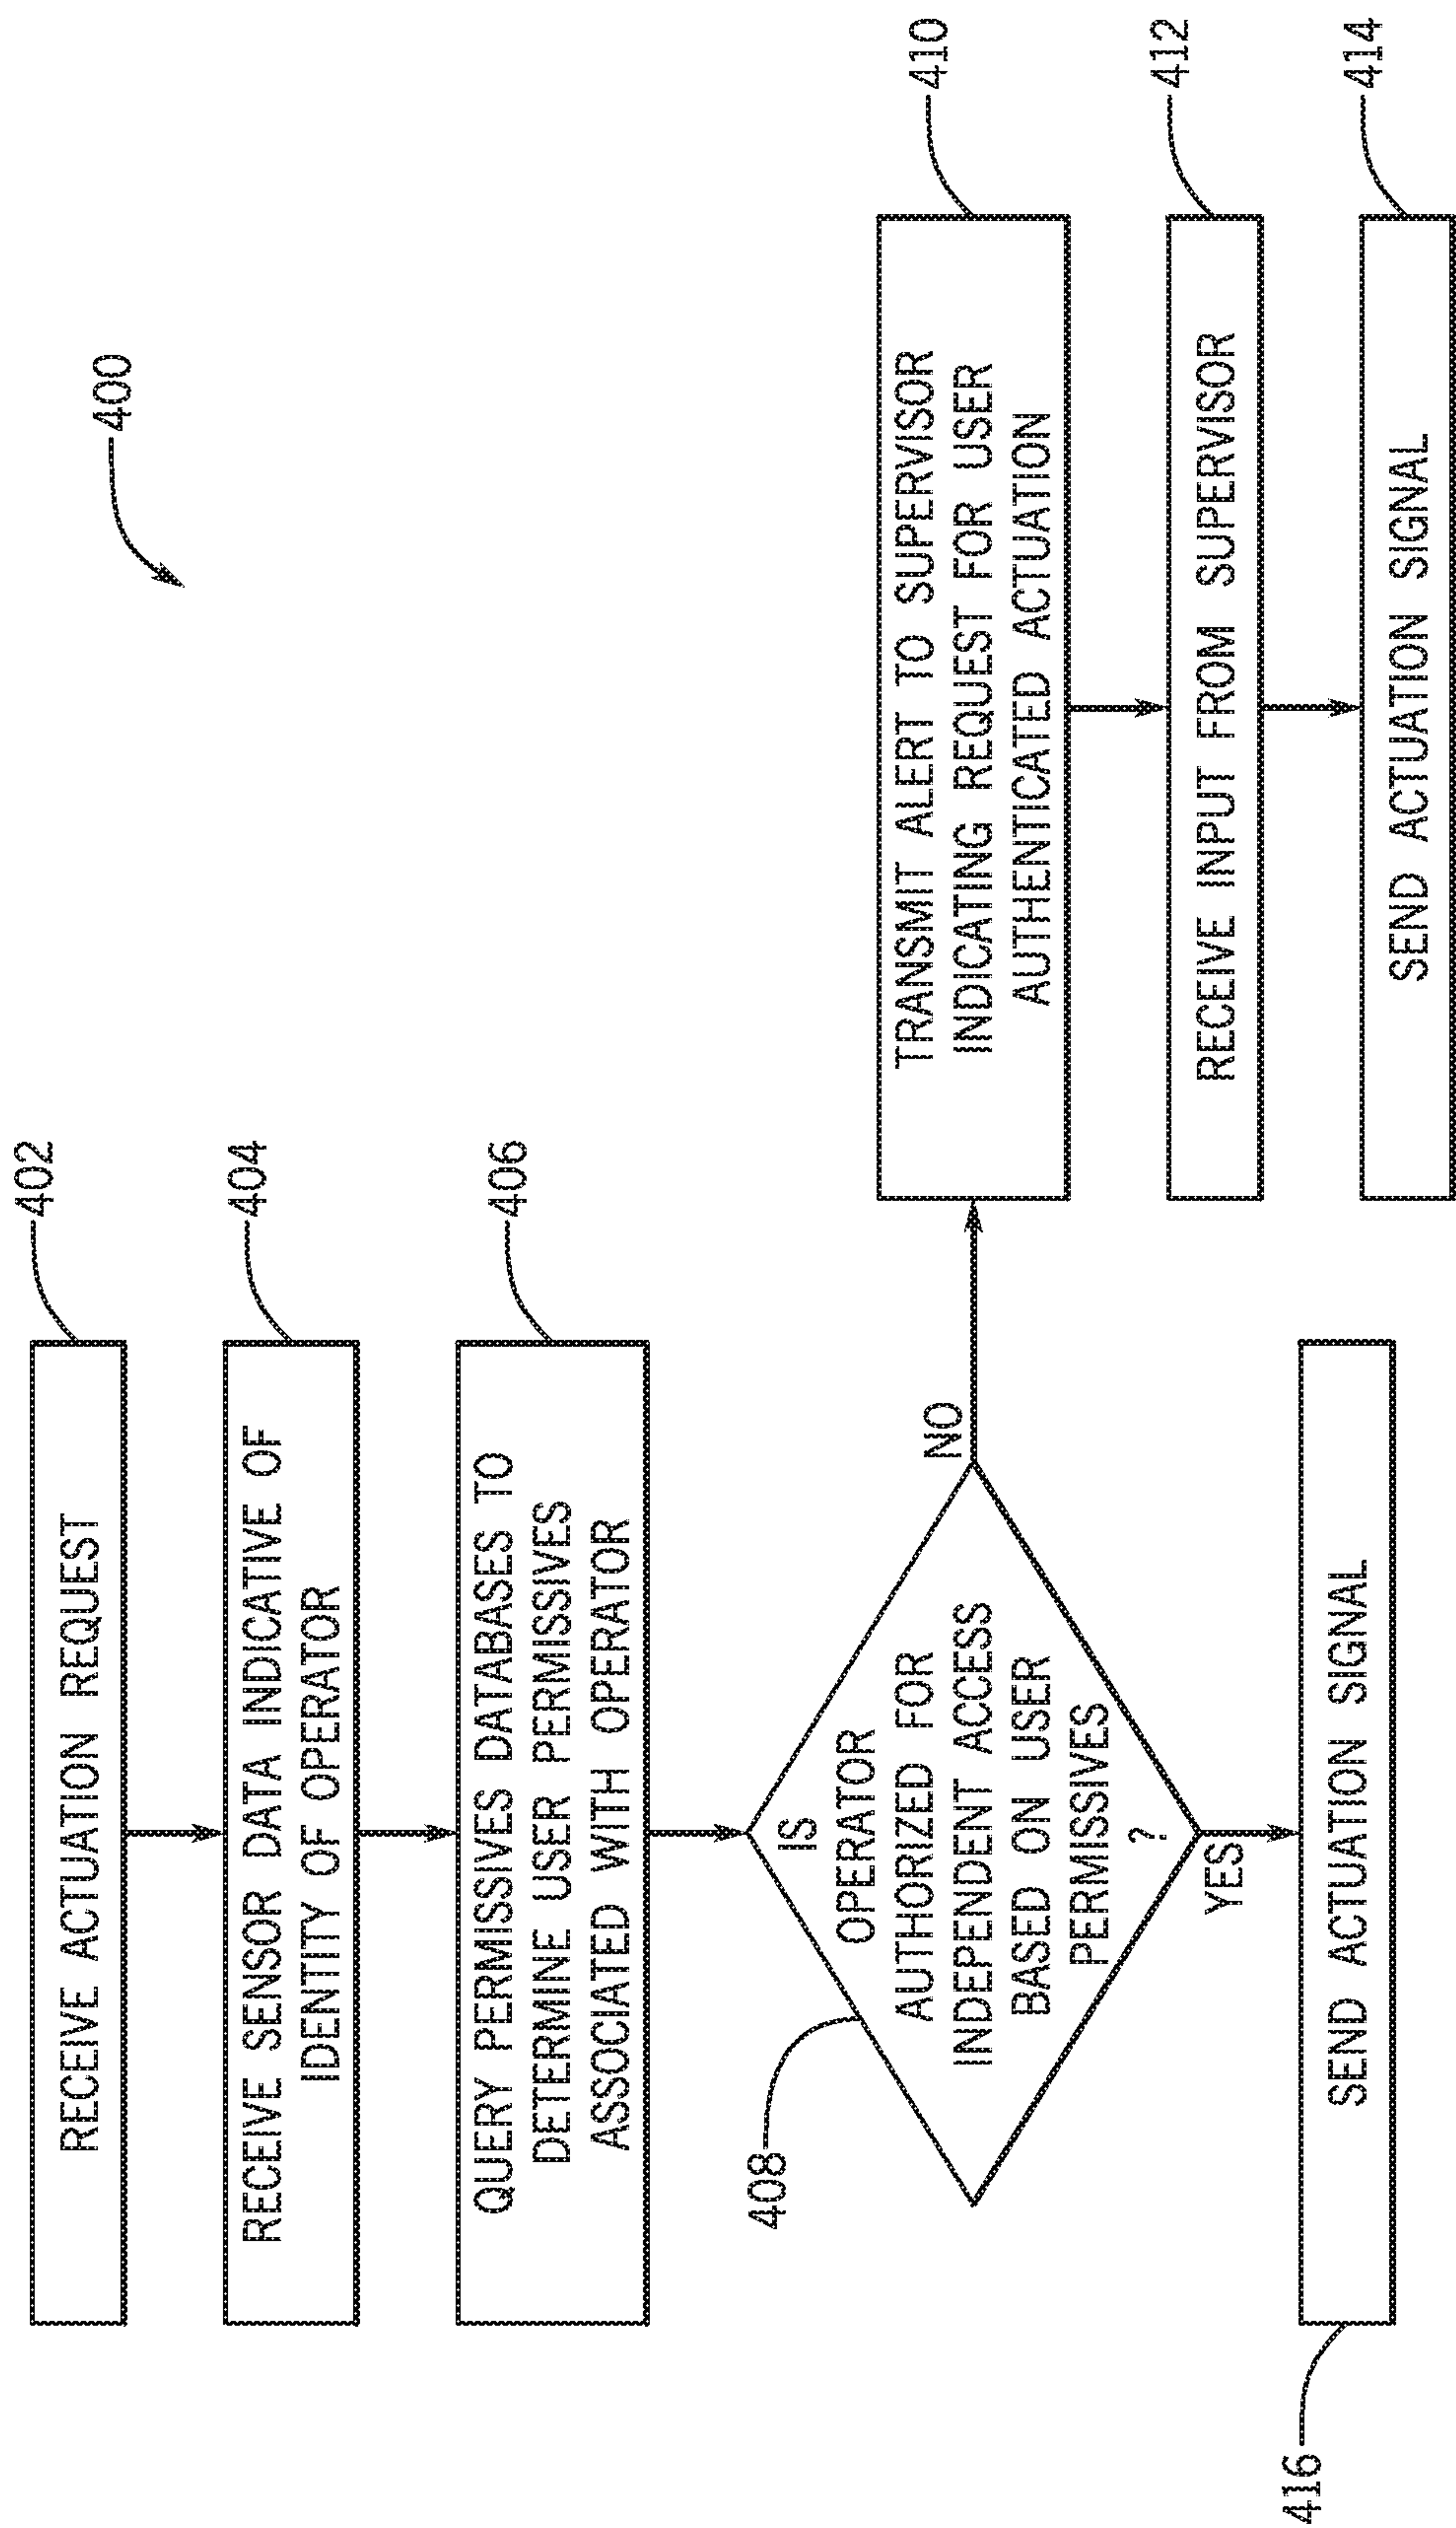 400
402
RECEIVE ACTUATION REQUEST
404
RECEIVE SENSOR DATA INDICATIVE OF
IDENTITY OF OPERATOR
406
QUERY PERMISSIVES DATABASES TO
DETERMINE USER PERMISSIVES
ASSOCIATED WITH OPERATOR
408
IS
OPERATOR
AUTHORIZED FOR
INDEPENDENT ACCESS
BASED ON USER
PERMISSIVES
?
NO
YES
410
TRANSMIT ALERT TO SUPERVISOR
INDICATING REQUEST FOR USER
AUTHENTICATED ACTUATION
412
RECEIVE INPUT FROM SUPERVISOR
414
SEND ACTUATION SIGNAL
416
SEND ACTUATION SIGNAL